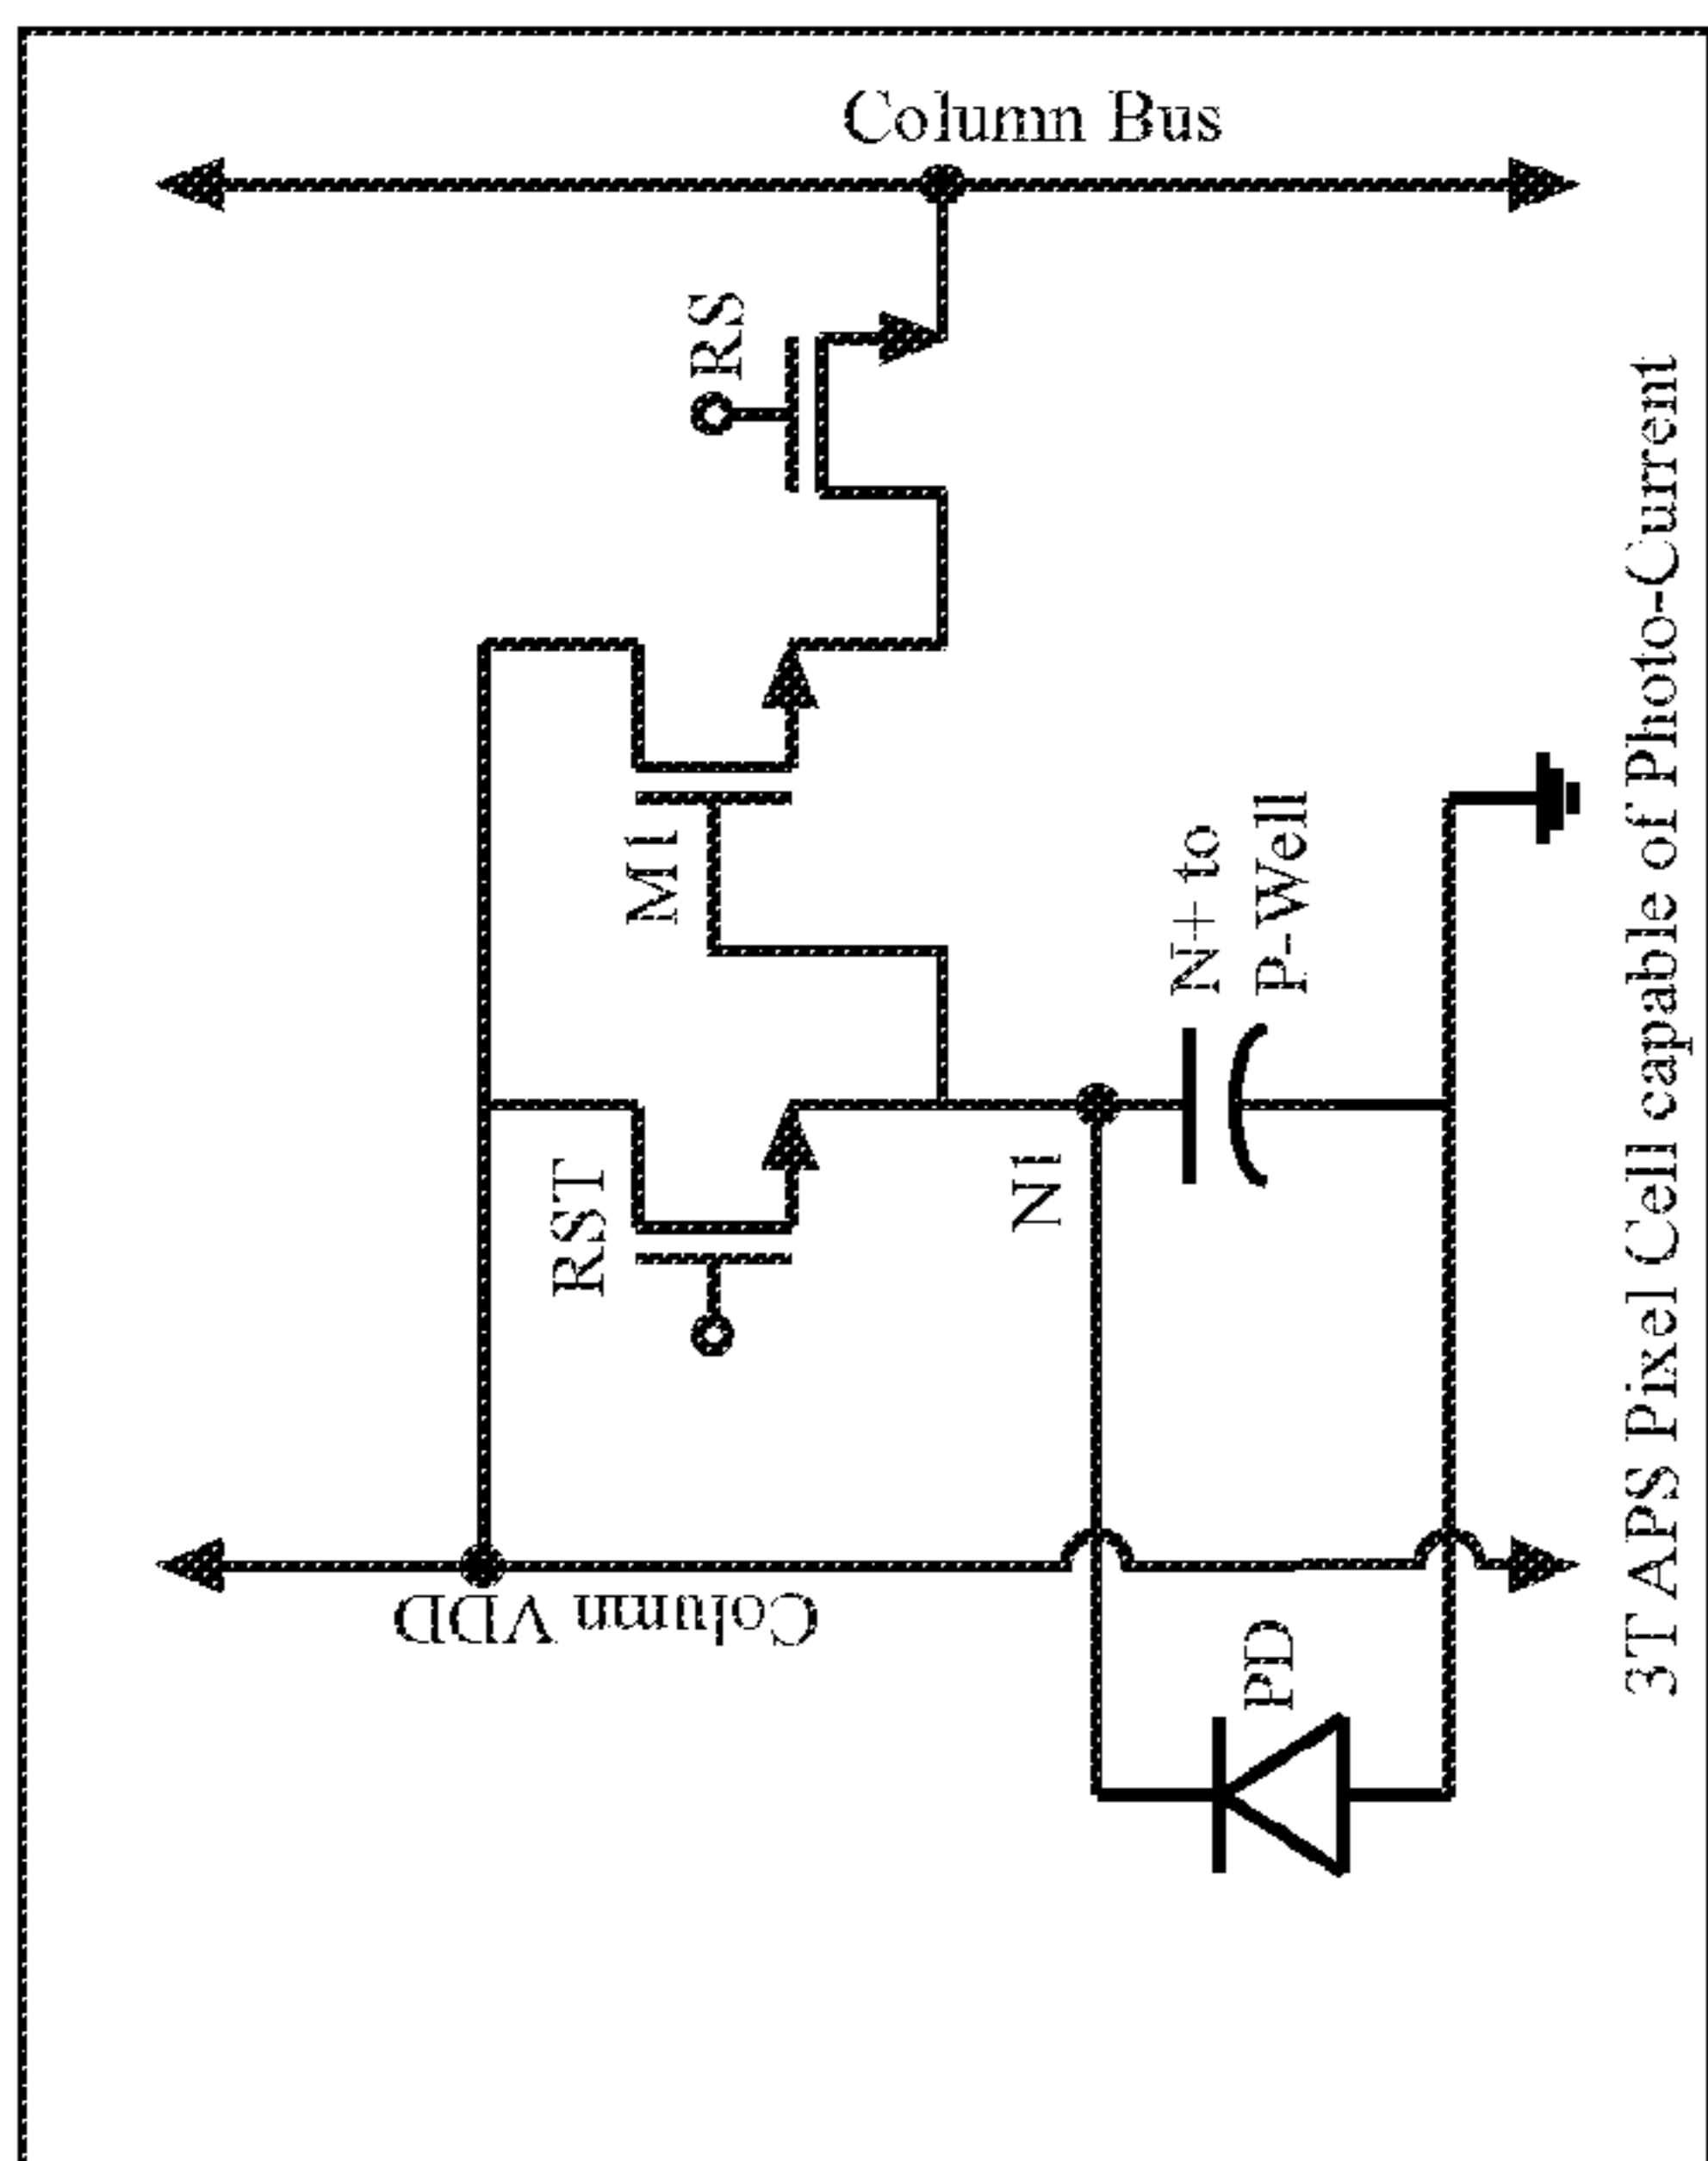 Column VDD
RST
M1
RS
Column Bus
N1
N+ to
P-Well
PD
3T APS Pixel Cell capable of Photo-Current